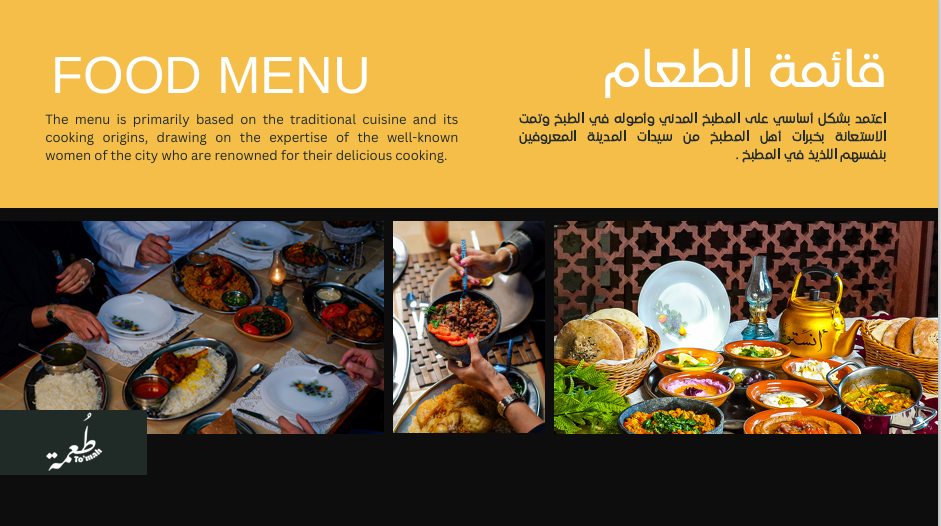 FOOD MENU
The menu is primarily based on the traditional cuisine and its
cooking origins, drawing on the expertise of the well-known
women of the city who are renowned for their delicious cooking.
قائمة الطعام
اعتمد بشكل أساسي على المطبخ المدني وأصوله في الطبخ وتمت
الاستعانة بخبرات أهل المطبخ من سيدات المدينة المعروفين
بنفسهم اللذيذ في المطبخ .
طُعمة
To'mah